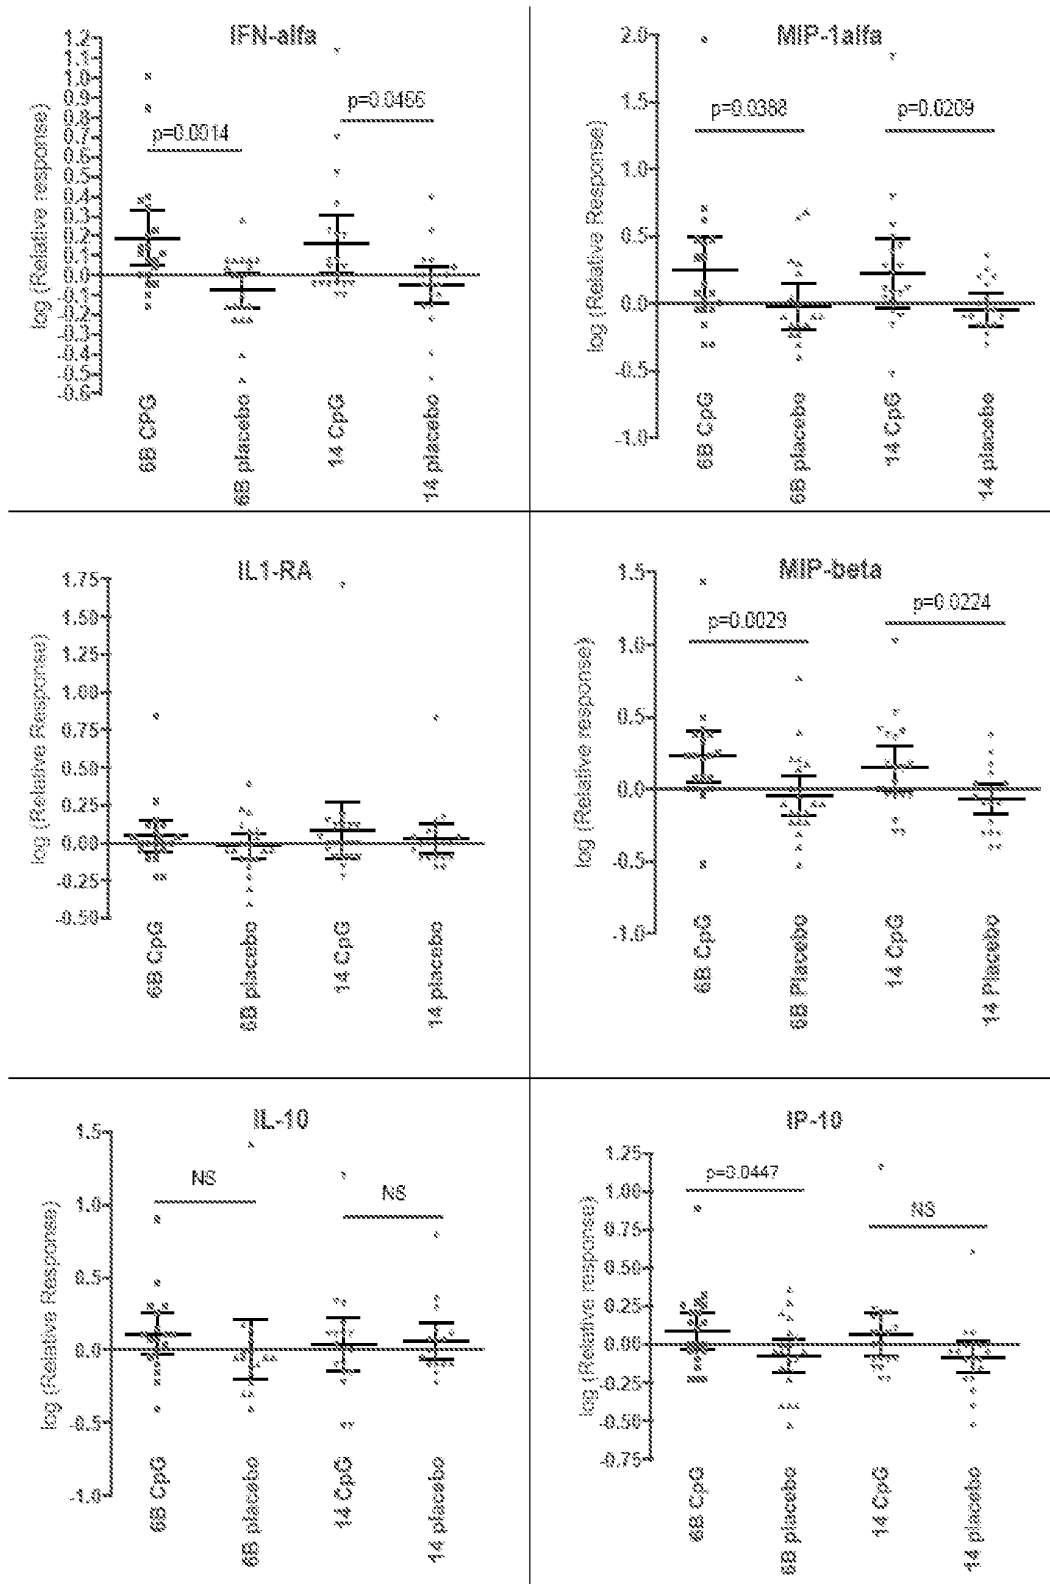 IFN-alfa
log (Relative response)
1.2
1.1
1.0
0.9
0.8
0.7
0.6
0.5
0.4
0.3
0.2
0.1
0.0
-0.1
-0.2
-0.3
-0.4
-0.5
-0.6
p=0.0014
6B CPG
6B placebo
14 CpG
14 placebo
MIP-1alfa
log (Relative Response)
2.0
1.5
1.0
0.5
0.0
-0.5
-1.0
p=0.0388
p=0.0209
6B CpG
6B placebo
14 CpG
14 placebo
IL1-RA
log (Relative Response)
1.75
1.50
1.25
1.00
0.75
0.50
0.25
0.00
-0.25
-0.50
6B CpG
6B placebo
14 CpG
14 placebo
MIP-beta
log (Relative response)
1.5
1.0
0.5
0.0
-0.5
-1.0
p=0.0029
p=0.0224
6B CpG
6B Placebo
14 CpG
14 Placebo
IL-10
log (Relative Response)
1.5
1.0
0.5
0.0
-0.5
-1.0
NS
NS
6B CpG
6B placebo
14 CpG
14 placebo
IP-10
log (Relative response)
1.25
1.00
0.75
0.50
0.25
0.00
-0.25
-0.50
-0.75
p=0.0447
NS
6B CpG
6B placebo
14 CpG
14 placebo